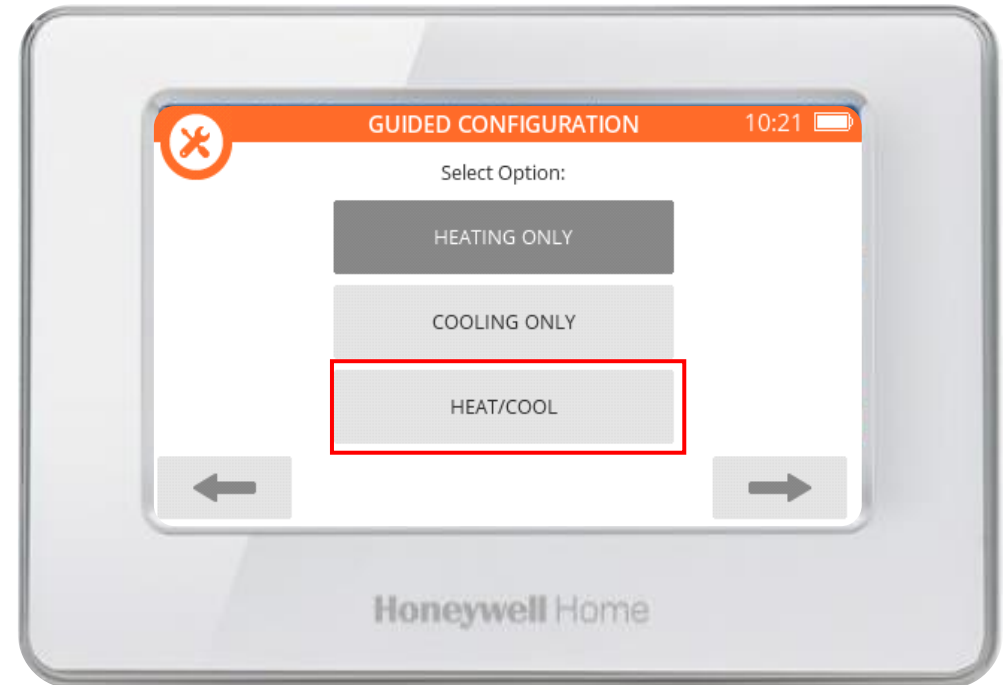 GUIDED CONFIGURATION 10:21
Select Option:
HEATING ONLY
COOLING ONLY
HEAT/COOL
Honeywell Home